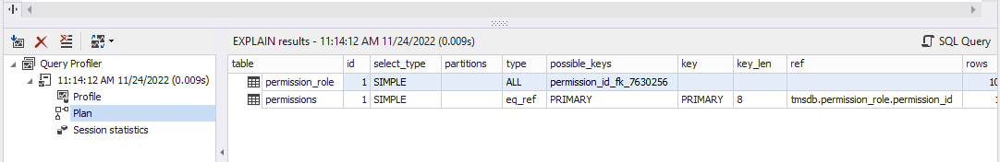 EXPLAIN results - 11:14:12 AM 11/24/2022 (0.009s) SQL Query
Query Profiler
11:14:12 AM 11/24/2022 (0.009s)
Profile
Plan
Session statistics
table id select_type partitions type possible_keys key key_len ref rows
permission_role 1 SIMPLE ALL permission_id_fk_7630256 10
permissions 1 SIMPLE eq_ref PRIMARY PRIMARY 8 tmsdb.permission_role.permission_id 1